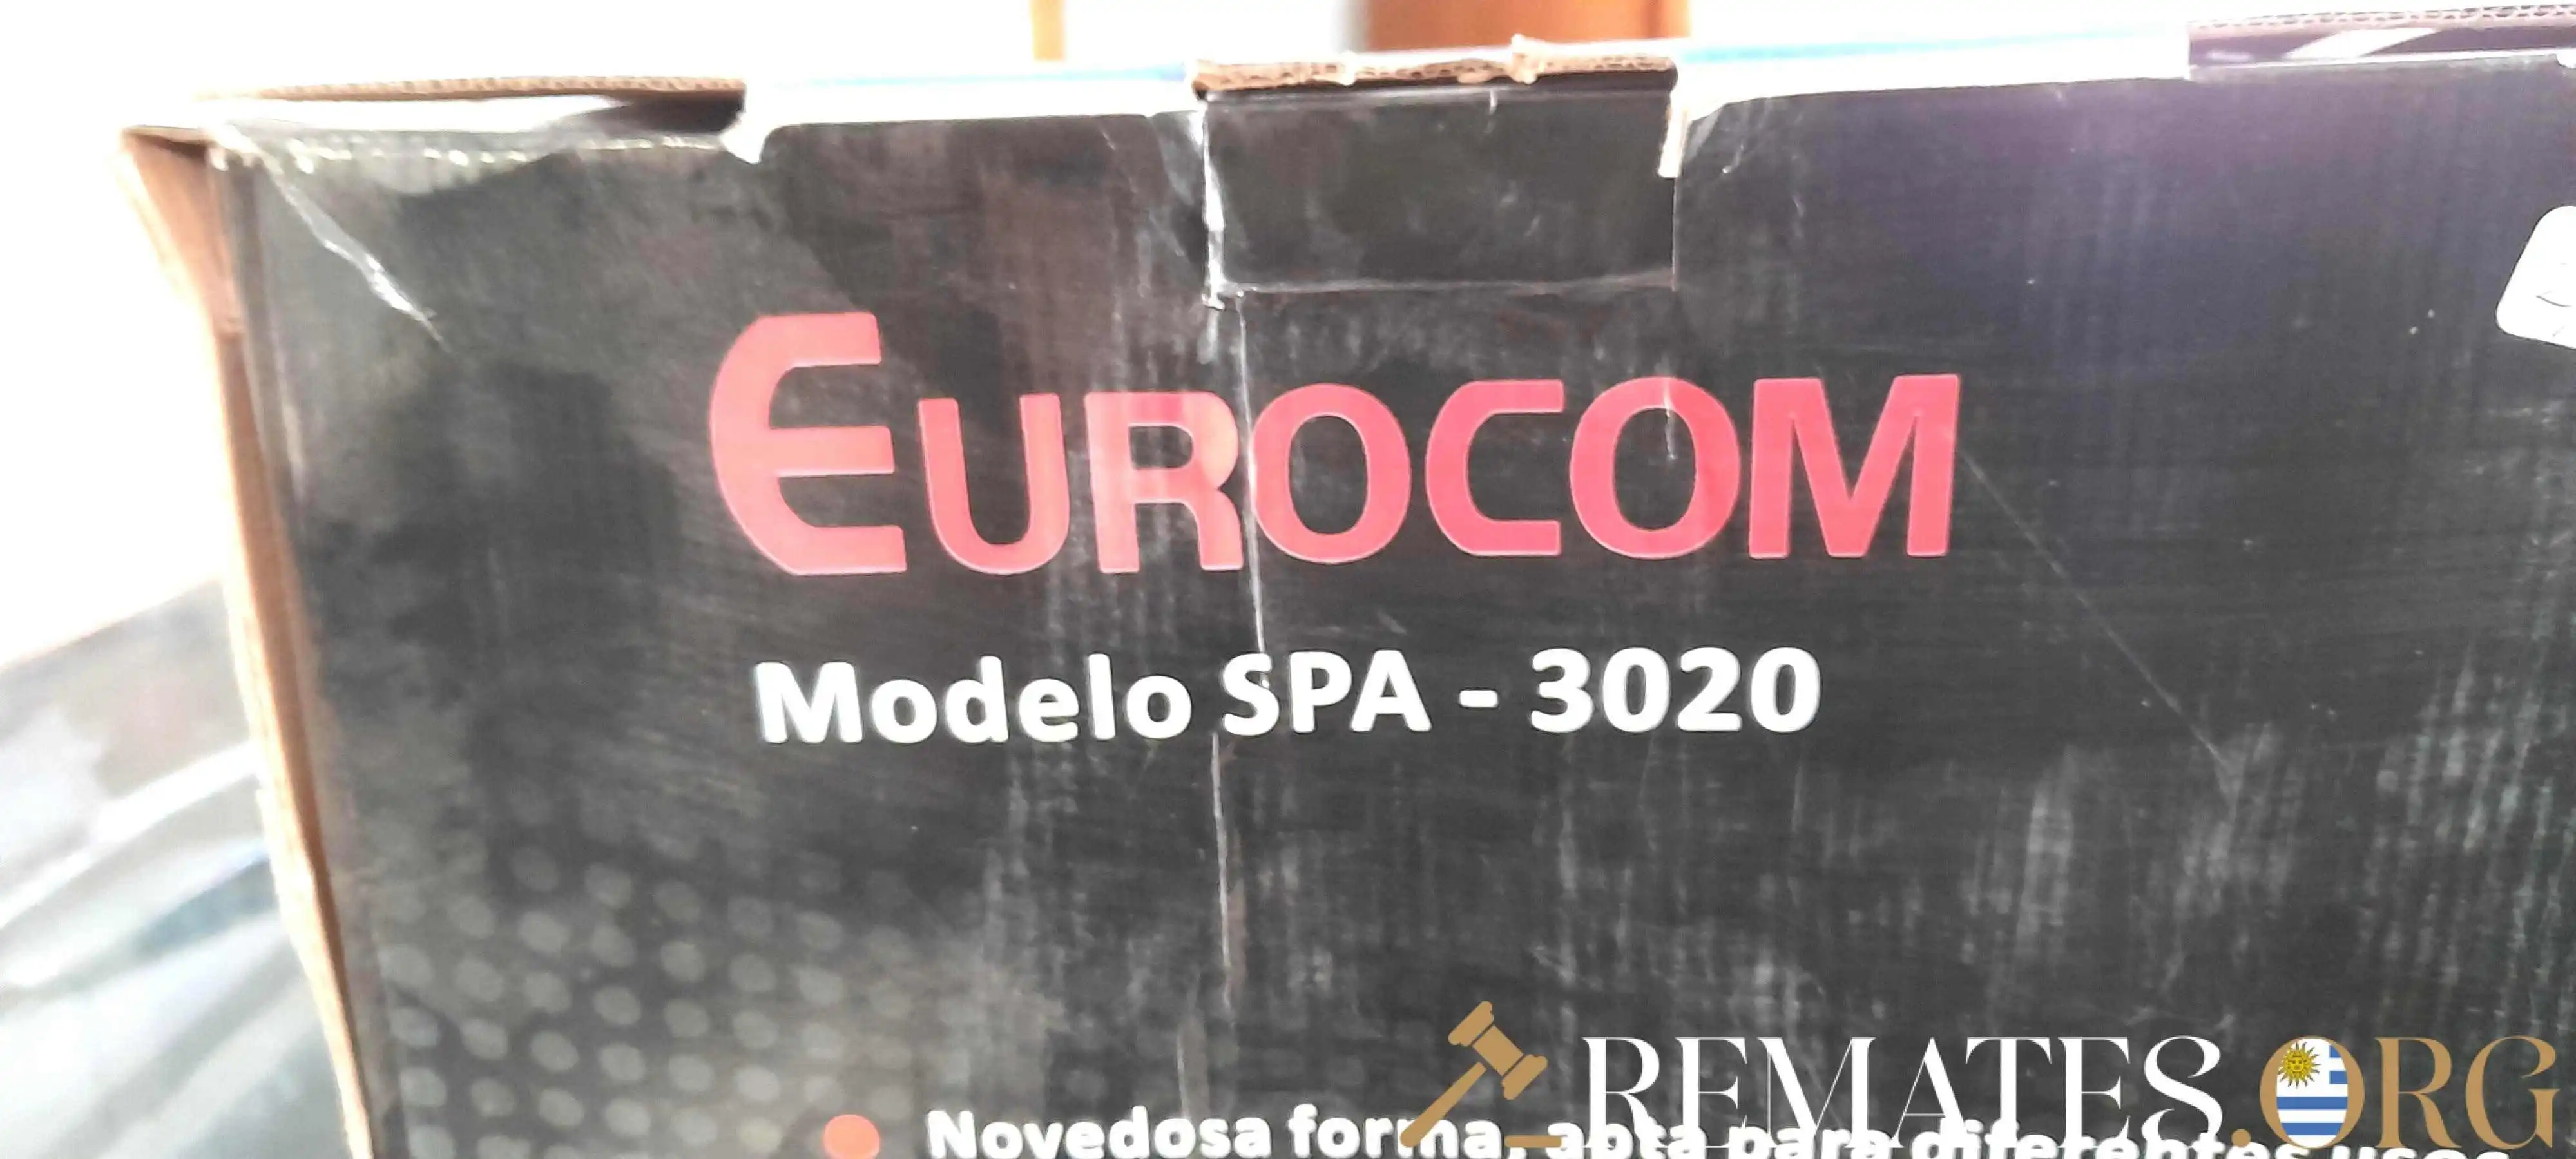 EUROCOM
Modelo SPA - 3020
Novedosa forma, apta para diferentes usos
REMATES.ORG